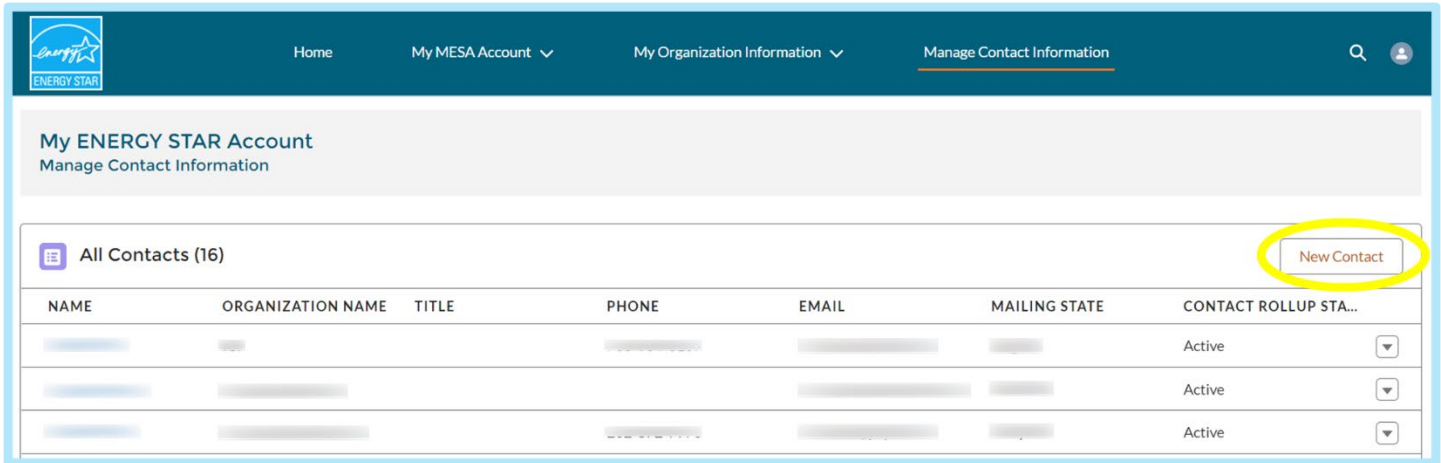 energy
ENERGY STAR
Home My MESA Account My Organization Information Manage Contact Information
My ENERGY STAR Account
Manage Contact Information
All Contacts (16)
New Contact
NAME ORGANIZATION NAME TITLE PHONE EMAIL MAILING STATE CONTACT ROLLUP STA...
Active
Active
Active